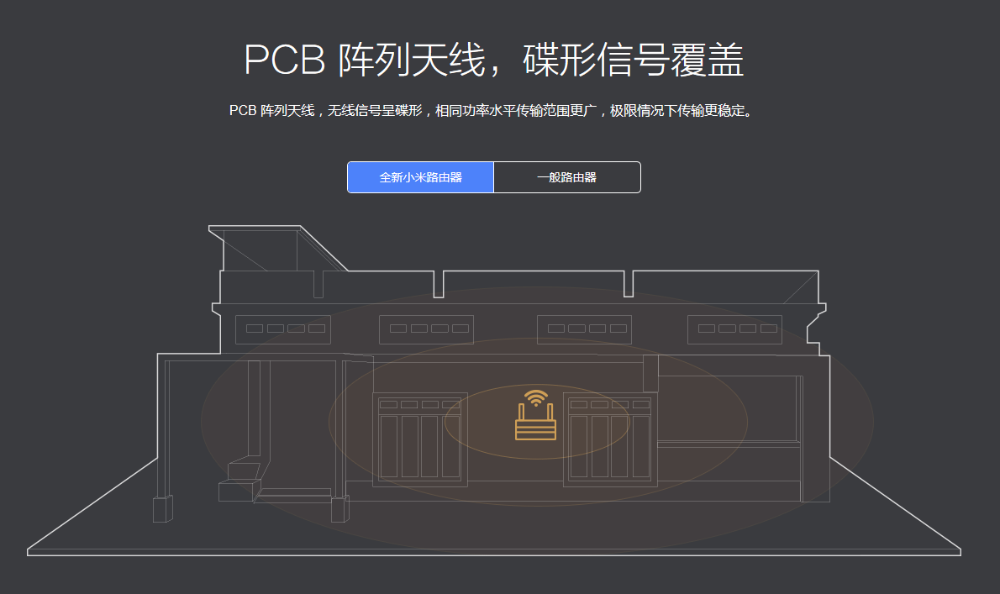 PCB 阵列天线，碟形信号覆盖
PCB 阵列天线，无线信号呈碟形，相同功率水平传输范围更广，极限情况下传输更稳定。
全新小米路由器
一般路由器